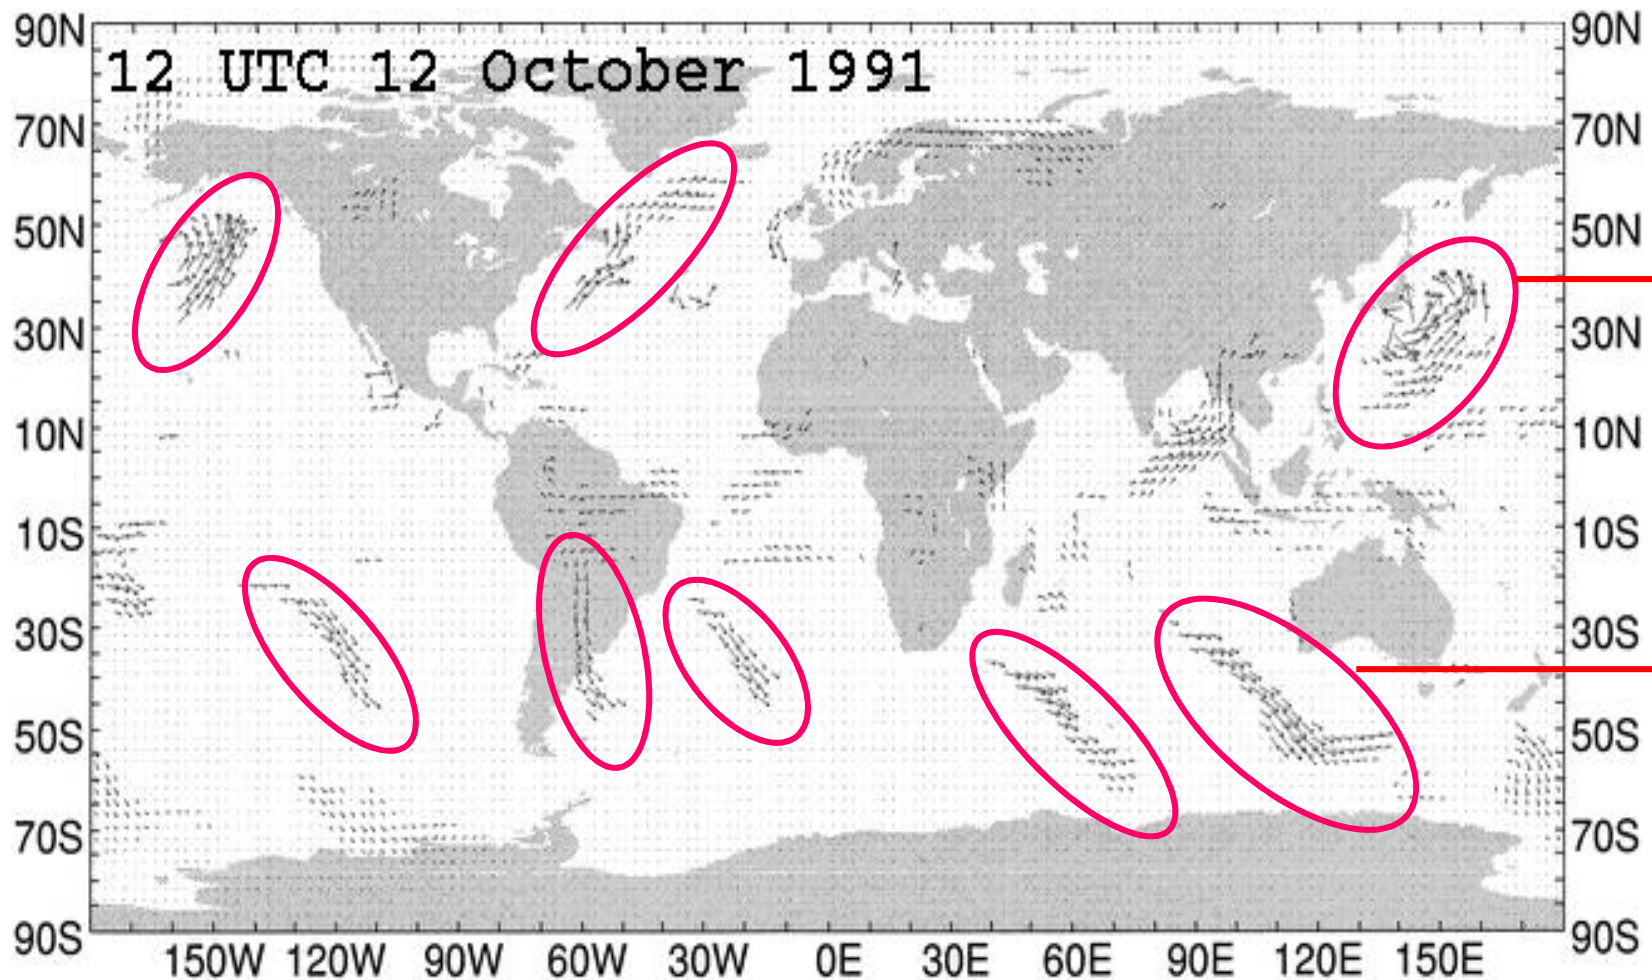 12 UTC 12 October 1991
90N 90N
70N 70N
50N 50N
30N 30N
10N 10N
10S 10S
30S 30S
50S 50S
70S 70S
90S 90S
150W 120W 90W 60W 30W 0E 30E 60E 90E 120E 150E